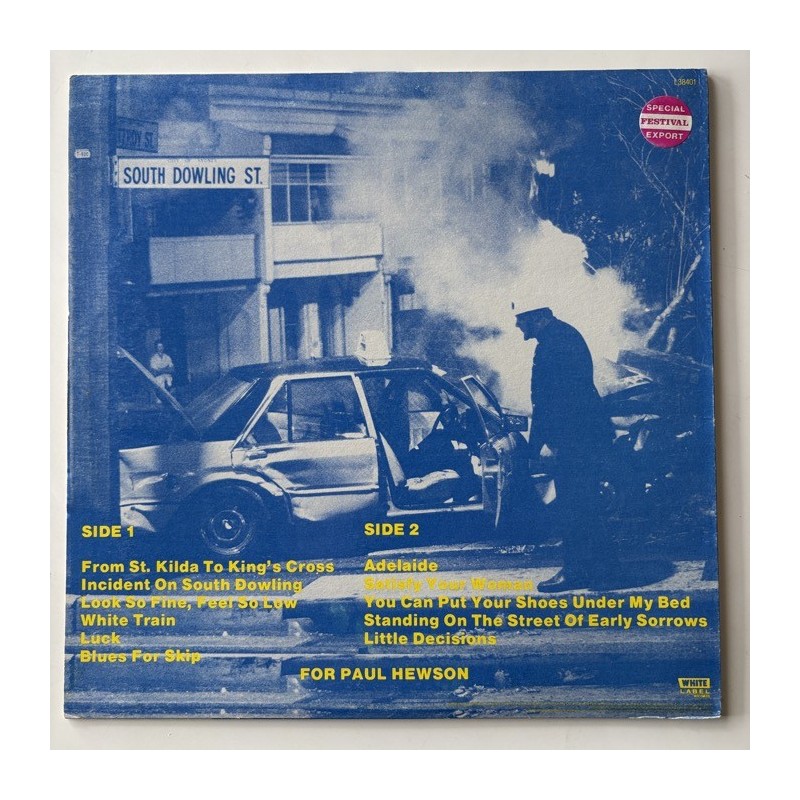 L38401
SPECIAL
FESTIVAL
EXPORT
ST.
SOUTH DOWLING ST.
SIDE 1
From St. Kilda To King's Cross
Incident On South Dowling
Look So Fine, Feel So Low
White Train
Luck
Blues For Skip
SIDE 2
Adelaide
Satisfy Your Woman
You Can Put Your Shoes Under My Bed
Standing On The Street Of Early Sorrows
Little Decisions
FOR PAUL HEWSON
WHITE
LABEL